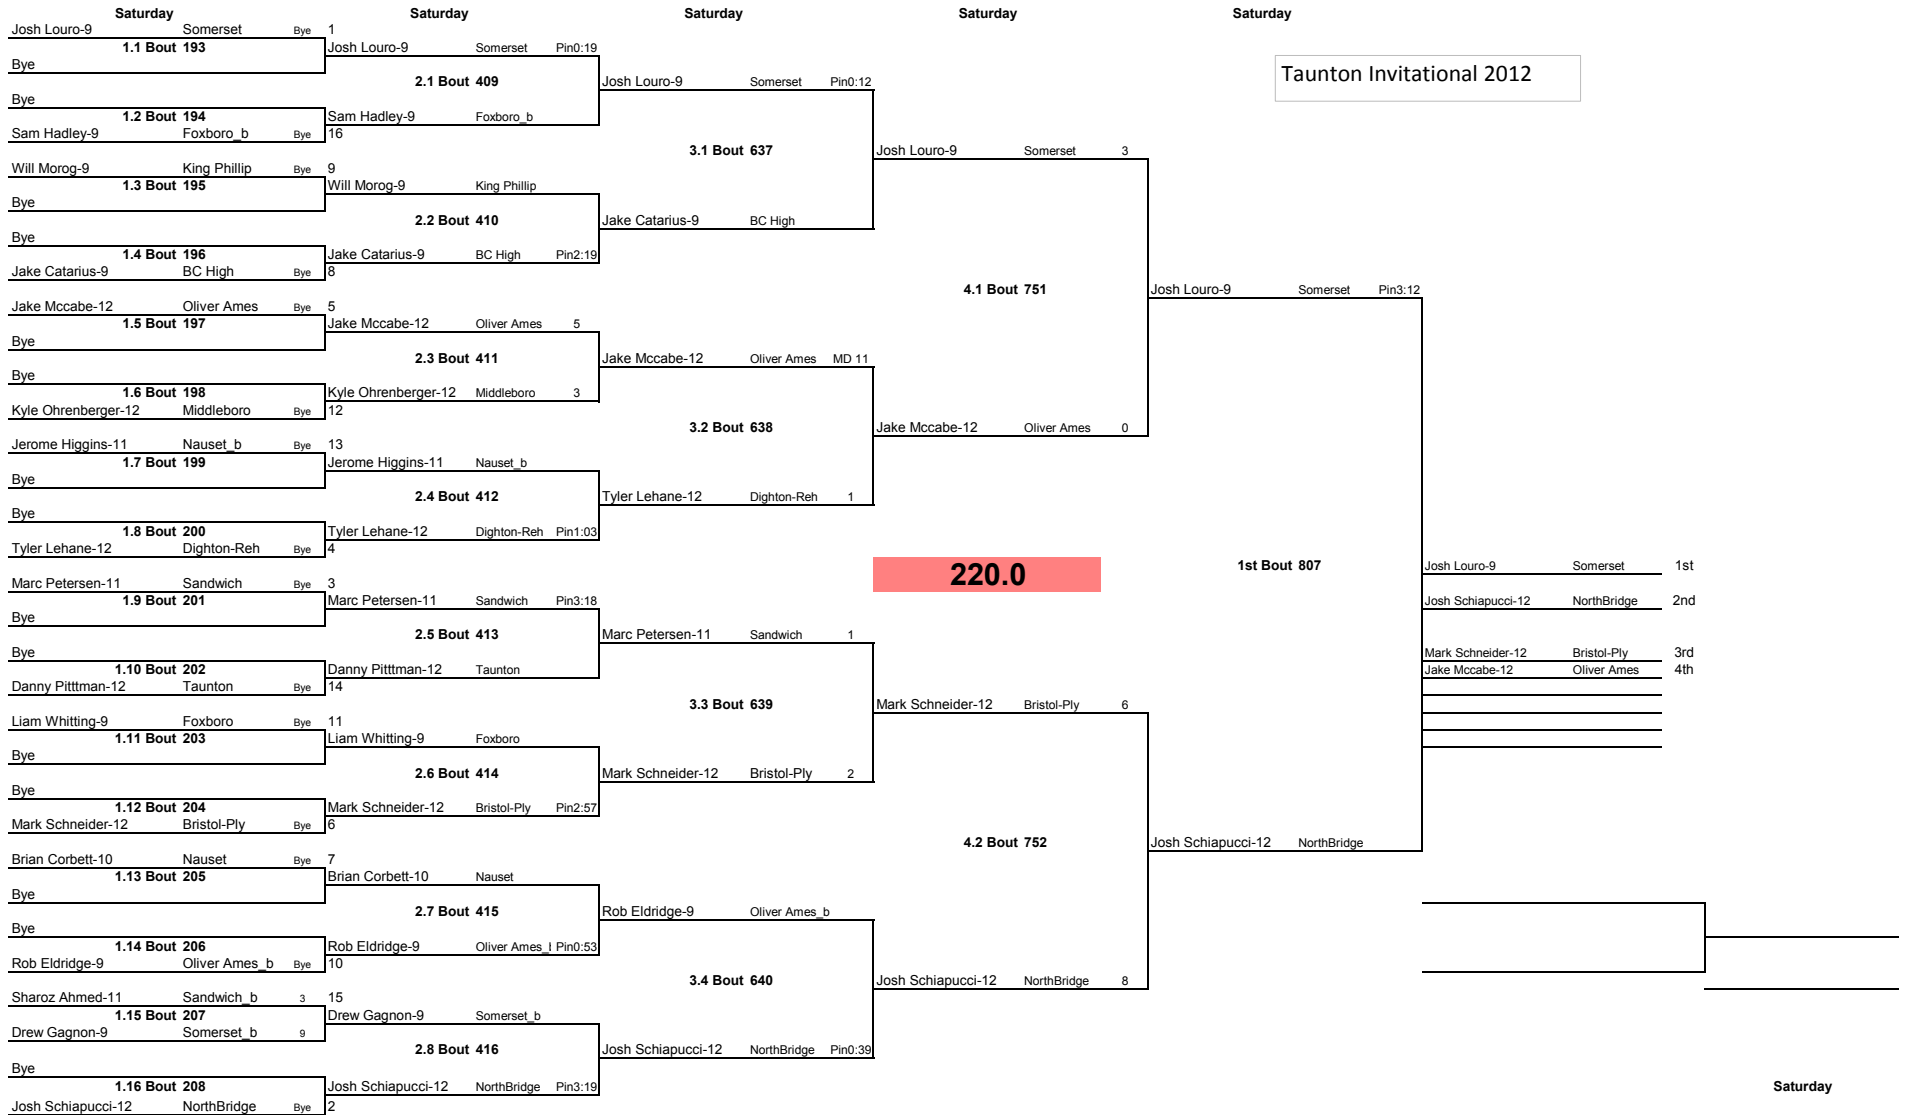 Saturday Saturday Saturday Saturday Saturday
Josh Louro-9 Somerset Bye 1
1.1 Bout 193 Josh Louro-9 Somerset Pin0:19
Bye
Taunton Invitational 2012
2.1 Bout 409 Josh Louro-9 Somerset Pin0:12
Bye
1.2 Bout 194 Sam Hadley-9 Foxboro_b
Sam Hadley-9 Foxboro_b Bye 16
3.1 Bout 637 Josh Louro-9 Somerset 3
Will Morog-9 King Phillip Bye 9
1.3 Bout 195 Will Morog-9 King Phillip
Bye
2.2 Bout 410 Jake Catarius-9 BC High
Bye
1.4 Bout 196 Jake Catarius-9 BC High Pin2:19
Jake Catarius-9 BC High Bye 8
4.1 Bout 751 Josh Louro-9 Somerset Pin3:12
Jake Mccabe-12 Oliver Ames Bye 5
1.5 Bout 197 Jake Mccabe-12 Oliver Ames 5
Bye
2.3 Bout 411 Jake Mccabe-12 Oliver Ames MD 11
Bye
1.6 Bout 198 Kyle Ohrenberger-12 Middleboro 3
Kyle Ohrenberger-12 Middleboro Bye 12
3.2 Bout 638 Jake Mccabe-12 Oliver Ames 0
Jerome Higgins-11 Nauset_b Bye 13
1.7 Bout 199 Jerome Higgins-11 Nauset_b
Bye
2.4 Bout 412 Tyler Lehane-12 Dighton-Reh 1
Bye
1.8 Bout 200 Tyler Lehane-12 Dighton-Reh Pin1:03
Tyler Lehane-12 Dighton-Reh Bye 4
220.0 1st Bout 807 Josh Louro-9 Somerset 1st
Marc Petersen-11 Sandwich Bye 3
1.9 Bout 201 Marc Petersen-11 Sandwich Pin3:18 Josh Schiapucci-12 NorthBridge 2nd
Bye
2.5 Bout 413 Marc Petersen-11 Sandwich 1
Bye Mark Schneider-12 Bristol-Ply 3rd
1.10 Bout 202 Danny Pitttman-12 Taunton Jake Mccabe-12 Oliver Ames 4th
Danny Pitttman-12 Taunton Bye 14
3.3 Bout 639 Mark Schneider-12 Bristol-Ply 6
Liam Whitting-9 Foxboro Bye 11
1.11 Bout 203 Liam Whitting-9 Foxboro
Bye
2.6 Bout 414 Mark Schneider-12 Bristol-Ply 2
Bye
1.12 Bout 204 Mark Schneider-12 Bristol-Ply Pin2:57
Mark Schneider-12 Bristol-Ply Bye 6
4.2 Bout 752 Josh Schiapucci-12 NorthBridge
Brian Corbett-10 Nauset Bye 7
1.13 Bout 205 Brian Corbett-10 Nauset
Bye
2.7 Bout 415 Rob Eldridge-9 Oliver Ames_b
Bye
1.14 Bout 206 Rob Eldridge-9 Oliver Ames_ Pin0:53
Rob Eldridge-9 Oliver Ames_b Bye 10
3.4 Bout 640 Josh Schiapucci-12 NorthBridge 8
Sharoz Ahmed-11 Sandwich_b 3 15
1.15 Bout 207 Drew Gagnon-9 Somerset_b
Drew Gagnon-9 Somerset_b 9
2.8 Bout 416 Josh Schiapucci-12 NorthBridge Pin0:39
Bye
1.16 Bout 208 Josh Schiapucci-12 NorthBridge Pin3:19 Saturday
Josh Schiapucci-12 NorthBridge Bye 2